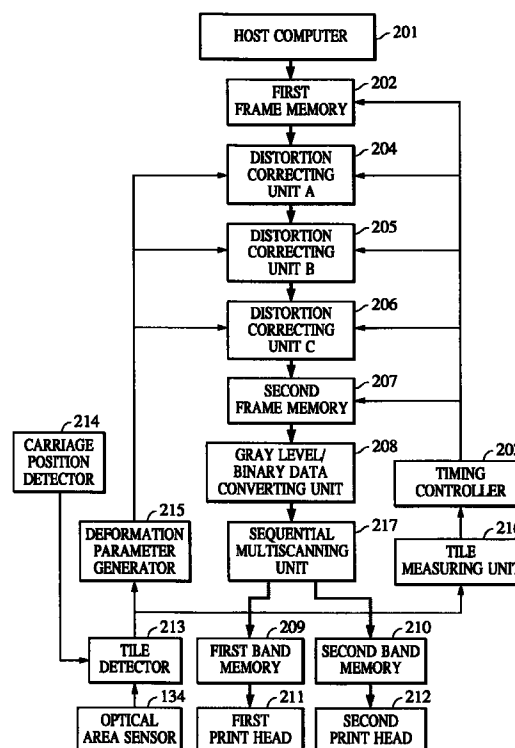 HOST COMPUTER
201
FIRST
FRAME MEMORY
202
DISTORTION
CORRECTING
UNIT A
204
DISTORTION
CORRECTING
UNIT B
205
DISTORTION
CORRECTING
UNIT C
206
SECOND
FRAME MEMORY
207
214
CARRIAGE
POSITION
DETECTOR
GRAY LEVEL/
BINARY DATA
CONVERTING UNIT
208
TIMING
CONTROLLER
215
DEFORMATION
PARAMETER
GENERATOR
SEQUENTIAL
MULTISCANNING
UNIT
217
216
TILE
MEASURING UNIT
213
TILE
DETECTOR
209
FIRST BAND
MEMORY
210
SECOND BAND
MEMORY
134
OPTICAL
AREA SENSOR
211
FIRST
PRINT HEAD
212
SECOND
PRINT HEAD